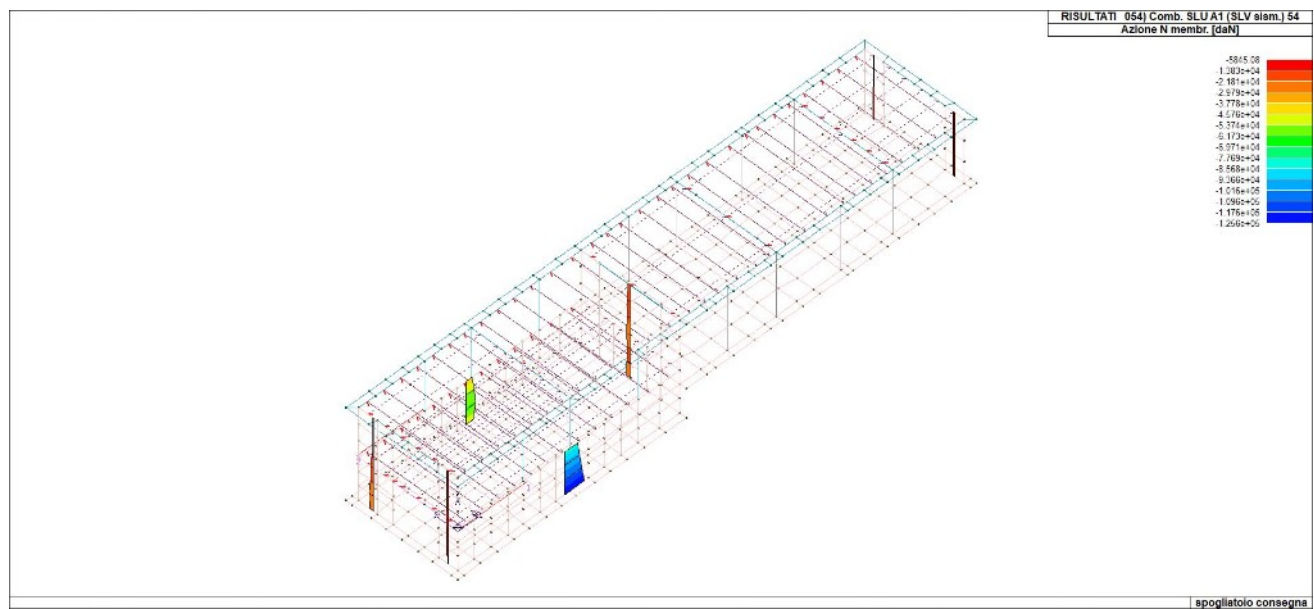 RISULTATI 054) Comb. SLU A1 (SLV sism.) 54
Azione N membr. [daN]
-5845.08
-1.383e+04
-2.181e+04
-2.979e+04
-3.778e+04
-4.576e+04
-5.374e+04
-6.173e+04
-6.971e+04
-7.769e+04
-8.568e+04
-9.366e+04
-1.016e+05
-1.096e+05
-1.176e+05
-1.256e+05
spogliatoio consegna